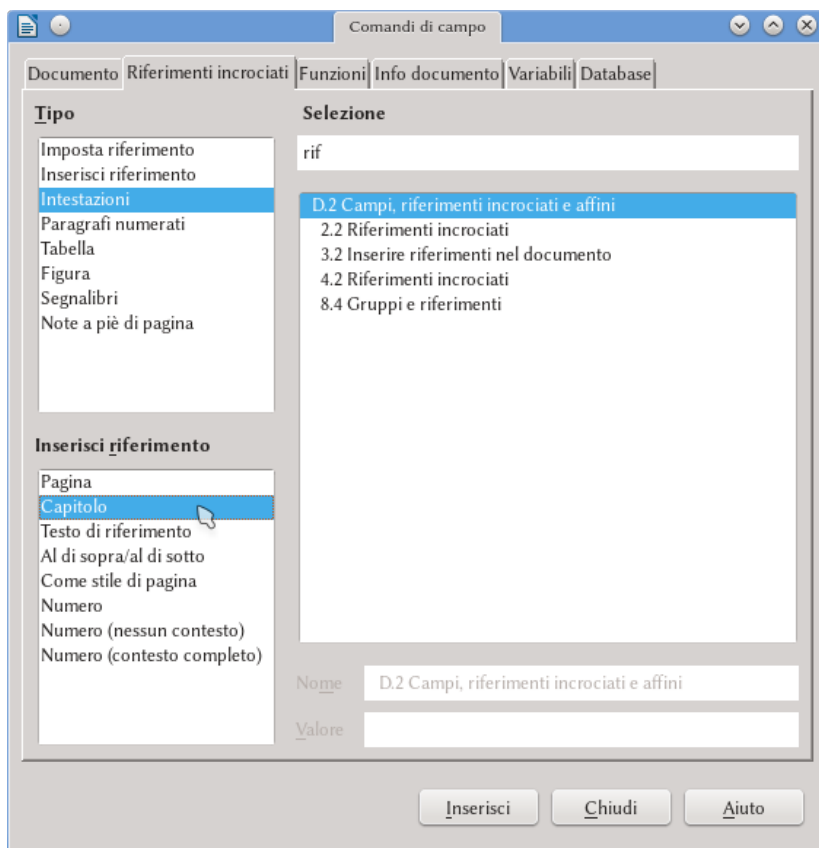 Comandi di campo
Documento Riferimenti incrociati Funzioni Info documento Variabili Database
Tipo
Imposta riferimento
Inserisci riferimento
Intestazioni
Paragrafi numerati
Tabella
Figura
Segnalibri
Note a piè di pagina
Selezione
rif
D.2 Campi, riferimenti incrociati e affini
2.2 Riferimenti incrociati
3.2 Inserire riferimenti nel documento
4.2 Riferimenti incrociati
8.4 Gruppi e riferimenti
Inserisci riferimento
Pagina
Capitolo
Testo di riferimento
Al di sopra/al di sotto
Come stile di pagina
Numero
Numero (nessun contesto)
Numero (contesto completo)
Nome D.2 Campi, riferimenti incrociati e affini
Valore
Inserisci Chiudi Aiuto